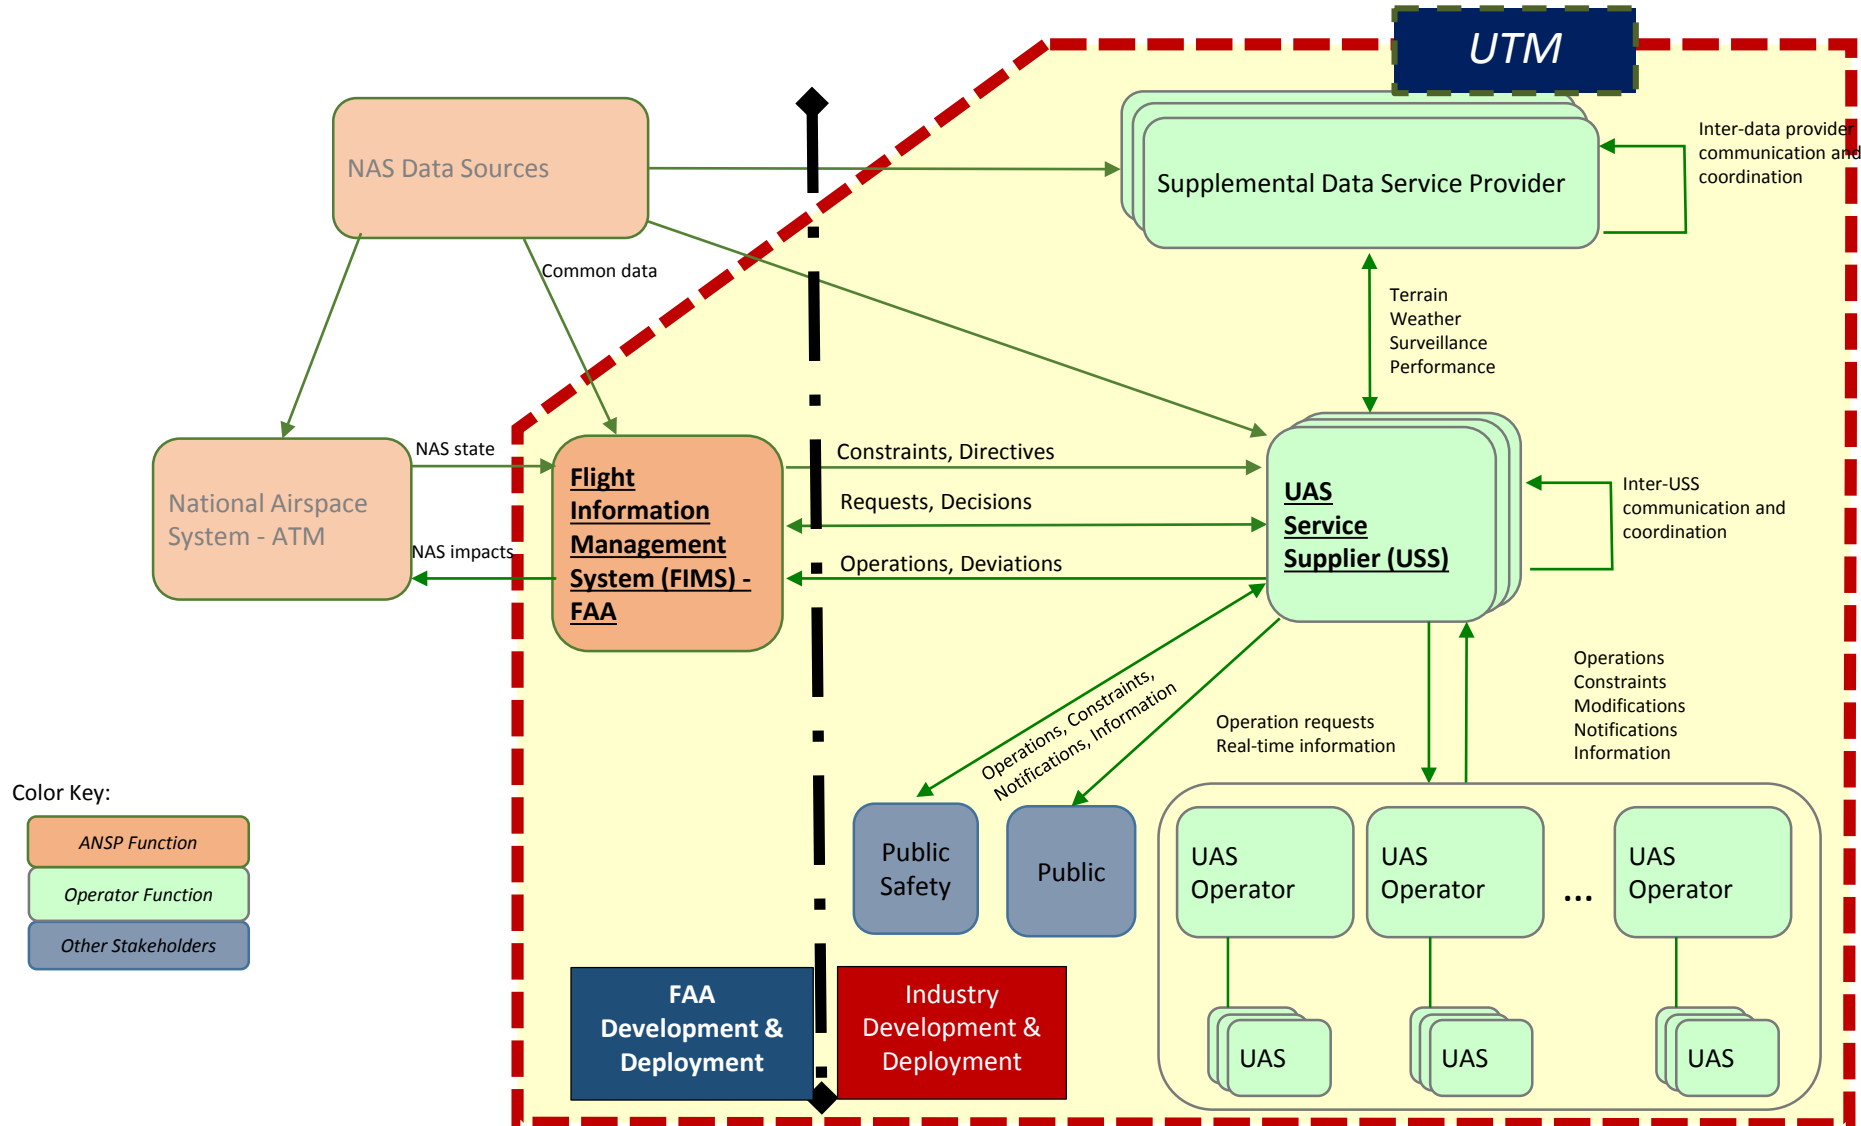 UTM
NAS Data Sources
Supplemental Data Service Provider
Inter-data provider
communication and
coordination
Common data
Terrain
Weather
Surveillance
Performance
National Airspace
System - ATM
NAS state
NAS impacts
Flight
Information
Management
System (FIMS) -
FAA
Constraints, Directives
Requests, Decisions
Operations, Deviations
UAS
Service
Supplier (USS)
Inter-USS
communication and
coordination
Operations, Constraints,
Notifications, Information
Operation requests
Real-time information
Operations
Constraints
Modifications
Notifications
Information
Color Key:
ANSP Function
Operator Function
Other Stakeholders
Public
Safety
Public
UAS
Operator
UAS
Operator
...
UAS
Operator
UAS
UAS
UAS
FAA
Development &
Deployment
Industry
Development &
Deployment